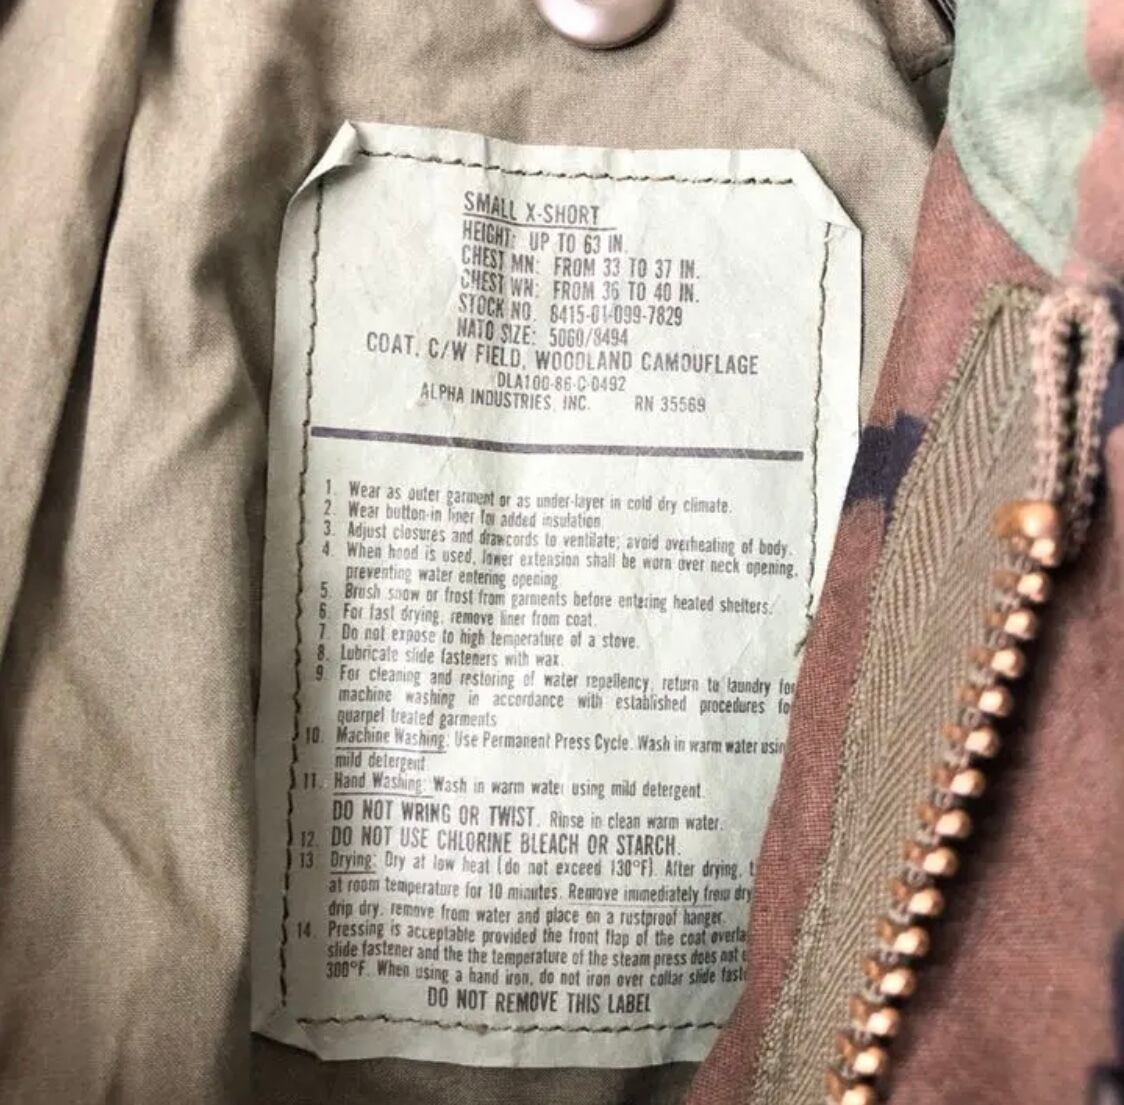 SMALL X-SHORT
HEIGHT: UP TO 63 IN.
CHEST MN: FROM 33 TO 37 IN.
CHEST WN: FROM 36 TO 40 IN.
STOCK NO. 8415-01-099-7829
NATO SIZE: 5060/8494
COAT, C/W FIELD, WOODLAND CAMOUFLAGE
DLA100-86-C-0492
ALPHA INDUSTRIES, INC. RN 35569
1. Wear as outer garment or as under-layer in cold dry climate.
2. Wear button-in liner for added insulation
3. Adjust closures and drawcords to ventilate; avoid overheating of body.
4. When hood is used, lower extension shall be worn over neck opening,
preventing water entering opening.
5. Brush snow or frost from garments before entering heated shelters.
6. For fast drying, remove liner from coat.
7. Do not expose to high temperature of a stove.
8. Lubricate slide fasteners with wax.
9. For cleaning and restoring of water repellency, return to laundry for
machine washing in accordance with established procedures fo
quarpel treated garments
10. Machine Washing: Use Permanent Press Cycle. Wash in warm water usin
mild detergent.
11. Hand Washing: Wash in warm water using mild detergent.
DO NOT WRING OR TWIST. Rinse in clean warm water.
12. DO NOT USE CHLORINE BLEACH OR STARCH.
13. Drying: Dry at low heat (do not exceed 130°F). After drying, t
at room temperature for 10 minutes. Remove immediately from dry
drip dry, remove from water and place on a rustproof hanger.
14. Pressing is acceptable provided the front flap of the coat overla
slide fastener and the the temperature of the steam press does not e
300°F. When using a hand iron, do not iron over collar slide fast
DO NOT REMOVE THIS LABEL